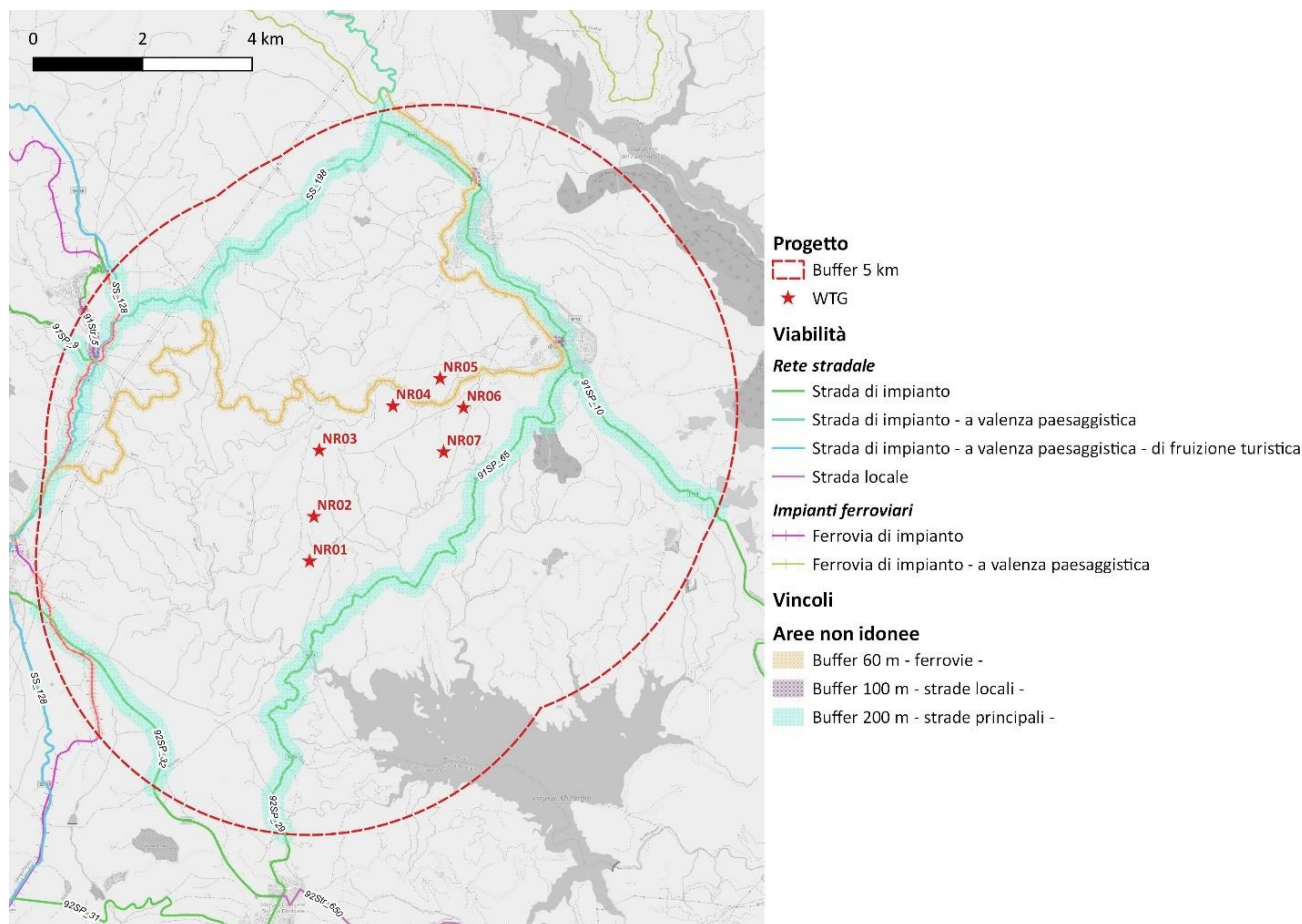 0 2 4 km
SS_198
SS_128
91Str_5
91SP_9
NR05
NR04
NR06
NR03
NR07
91SP_10
91SP_65
NR02
NR01
SS_128
92SP_32
92SP_29
92Str_650
92SP_31
Progetto
Buffer 5 km
WTG
Viabilità
Rete stradale
Strada di impianto
Strada di impianto - a valenza paesaggistica
Strada di impianto - a valenza paesaggistica - di fruizione turistica
Strada locale
Impianti ferroviari
Ferrovia di impianto
Ferrovia di impianto - a valenza paesaggistica
Vincoli
Aree non idonee
Buffer 60 m - ferrovie -
Buffer 100 m - strade locali -
Buffer 200 m - strade principali -